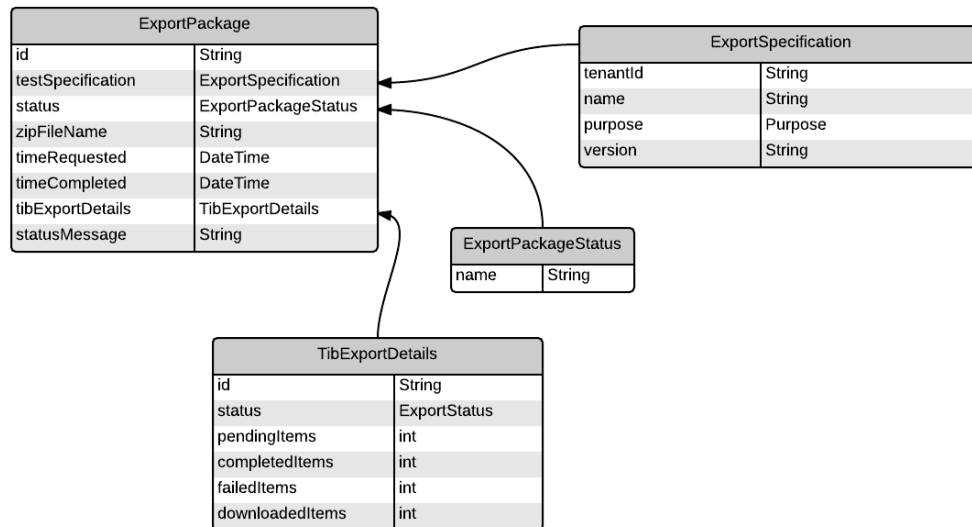 ExportPackage
id String
testSpecification ExportSpecification
status ExportPackageStatus
zipFileName String
timeRequested DateTime
timeCompleted DateTime
tibExportDetails TibExportDetails
statusMessage String
ExportSpecification
tenantId String
name String
purpose Purpose
version String
ExportPackageStatus
name String
TibExportDetails
id String
status ExportStatus
pendingItems int
completedItems int
failedItems int
downloadedItems int